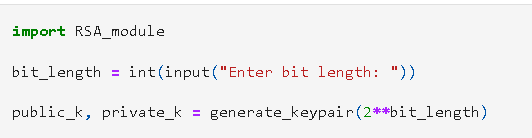 import RSA_module
bit_length = int(input("Enter bit length: "))
public_k, private_k = generate_keypair(2**bit_length)